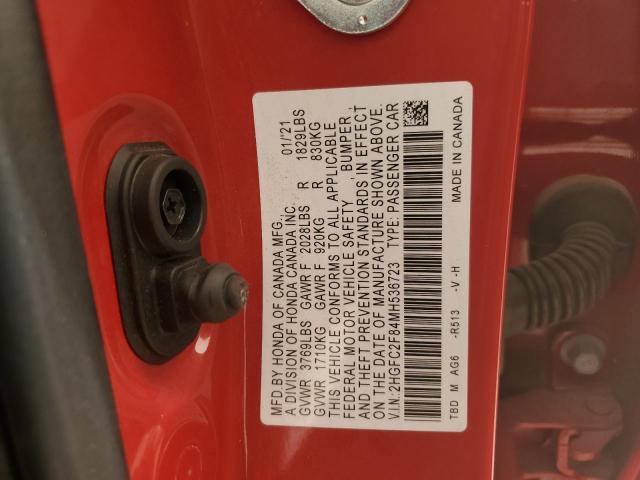 MFD BY HONDA OF CANADA MFG.,
A DIVISION OF HONDA CANADA INC. 01/'21
GVWR 3769LBS GAWR F 2028LBS R 1829LBS
GVWR 1710KG GAWR F 920KG R 830KG
THIS VEHICLE CONFORMS TO ALL APPLICABLE
FEDERAL MOTOR VEHICLE SAFETY , BUMPER ,
AND THEFT PREVENTION STANDARDS IN EFFECT
ON THE DATE OF MANUFACTURE SHOWN ABOVE.
V.I.N: 2HGFC2F84MH536723 TYPE: PASSENGER CAR
TBD M AG6 -R513 -V -H MADE IN CANADA